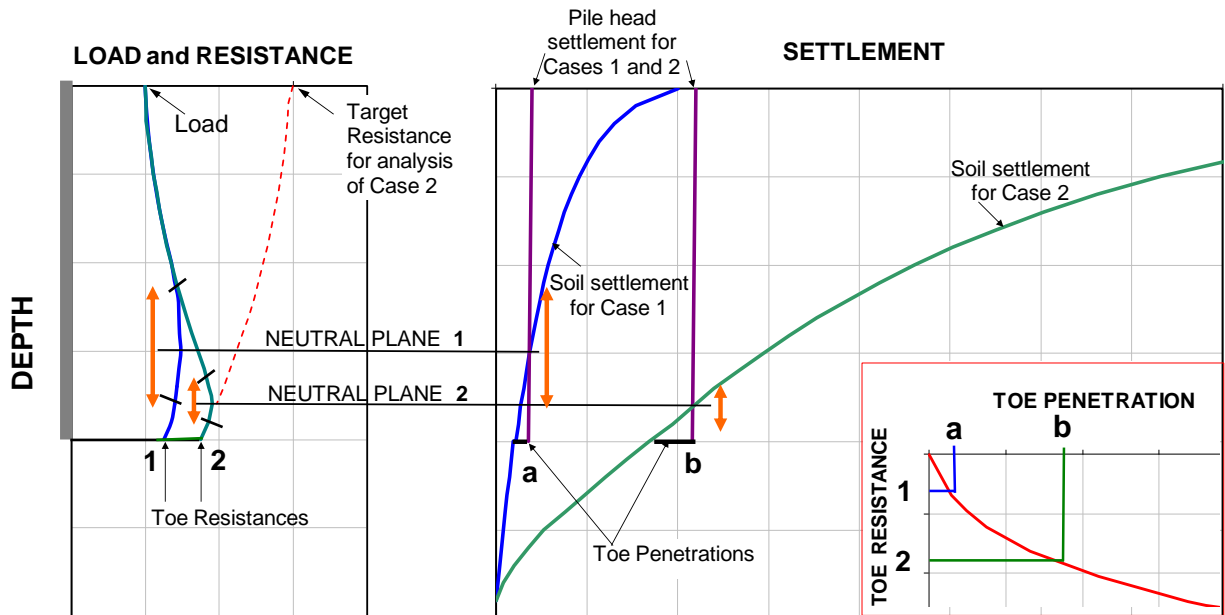 LOAD and RESISTANCE
Load
Target
Resistance
for analysis
of Case 2
DEPTH
NEUTRAL PLANE 1
NEUTRAL PLANE 2
1
2
Toe Resistances
Pile head
settlement for
Cases 1 and 2
SETTLEMENT
Soil settlement
for Case 2
Soil settlement
for Case 1
a
b
Toe Penetrations
TOE PENETRATION
a
b
TOE RESISTANCE
1
2